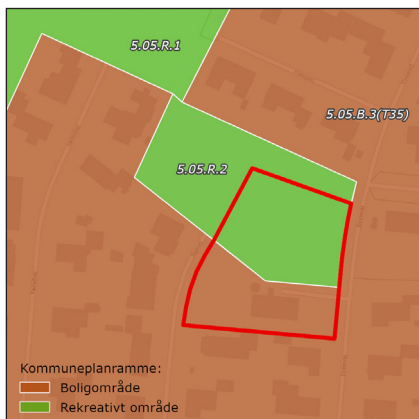 5.05.R.1
5.05.B.3(T35)
5.05.R.2
Kommuneplanramme:
Boligområde
Rekreativt område